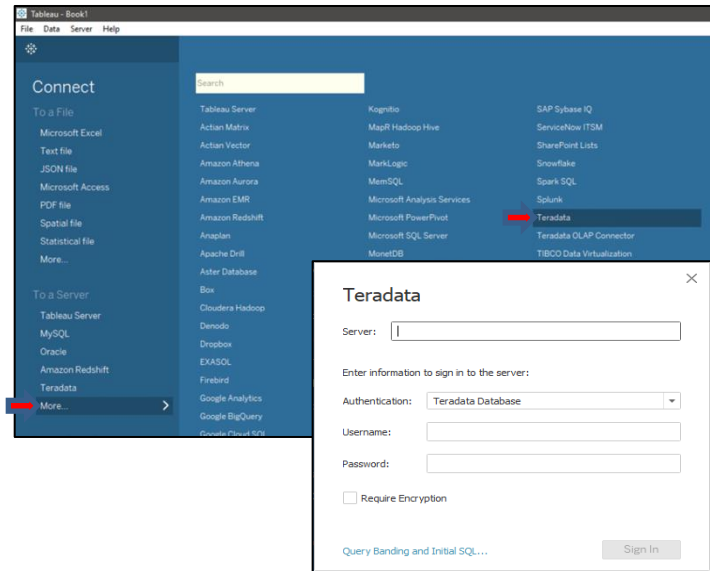 Tableau - Book1
File Data Server Help
Connect
To a File
Microsoft Excel
Text file
JSON file
Microsoft Access
PDF file
Spatial file
Statistical file
More...
To a Server
Tableau Server
MySQL
Oracle
Amazon Redshift
Teradata
More...
Search
Tableau Server
Actian Matrix
Actian Vector
Amazon Athena
Amazon Aurora
Amazon EMR
Amazon Redshift
Anaplan
Apache Drill
Aster Database
Box
Cloudera Hadoop
Denodo
Dropbox
EXASOL
Firebird
Google Analytics
Google BigQuery
Google Cloud SQL
Kognitio
MapR Hadoop Hive
Marketo
MarkLogic
MemSQL
Microsoft Analysis Services
Microsoft PowerPivot
Microsoft SQL Server
MonetDB
SAP Sybase IQ
ServiceNow ITSM
SharePoint Lists
Snowflake
Spark SQL
Splunk
Teradata
Teradata OLAP Connector
TIBCO Data Virtualization
Teradata
Server:
Enter information to sign in to the server:
Authentication: Teradata Database
Username:
Password:
Require Encryption
Query Banding and Initial SQL... Sign In